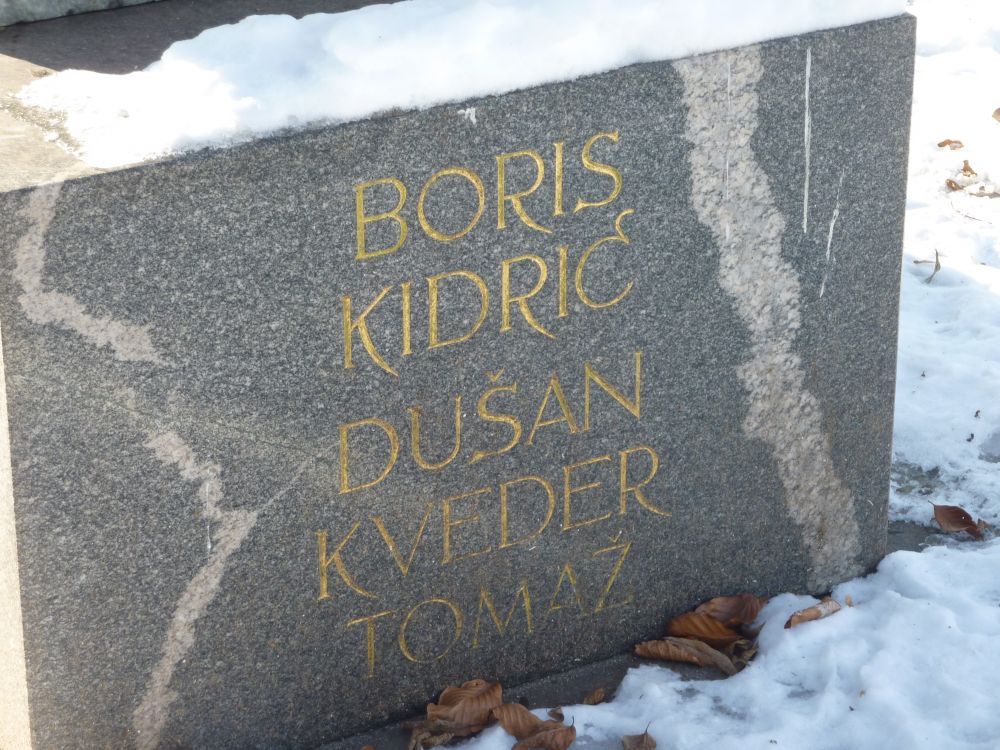 BORIS
KIDRIČ
DUŠAN
KVEDER
TOMAŽ